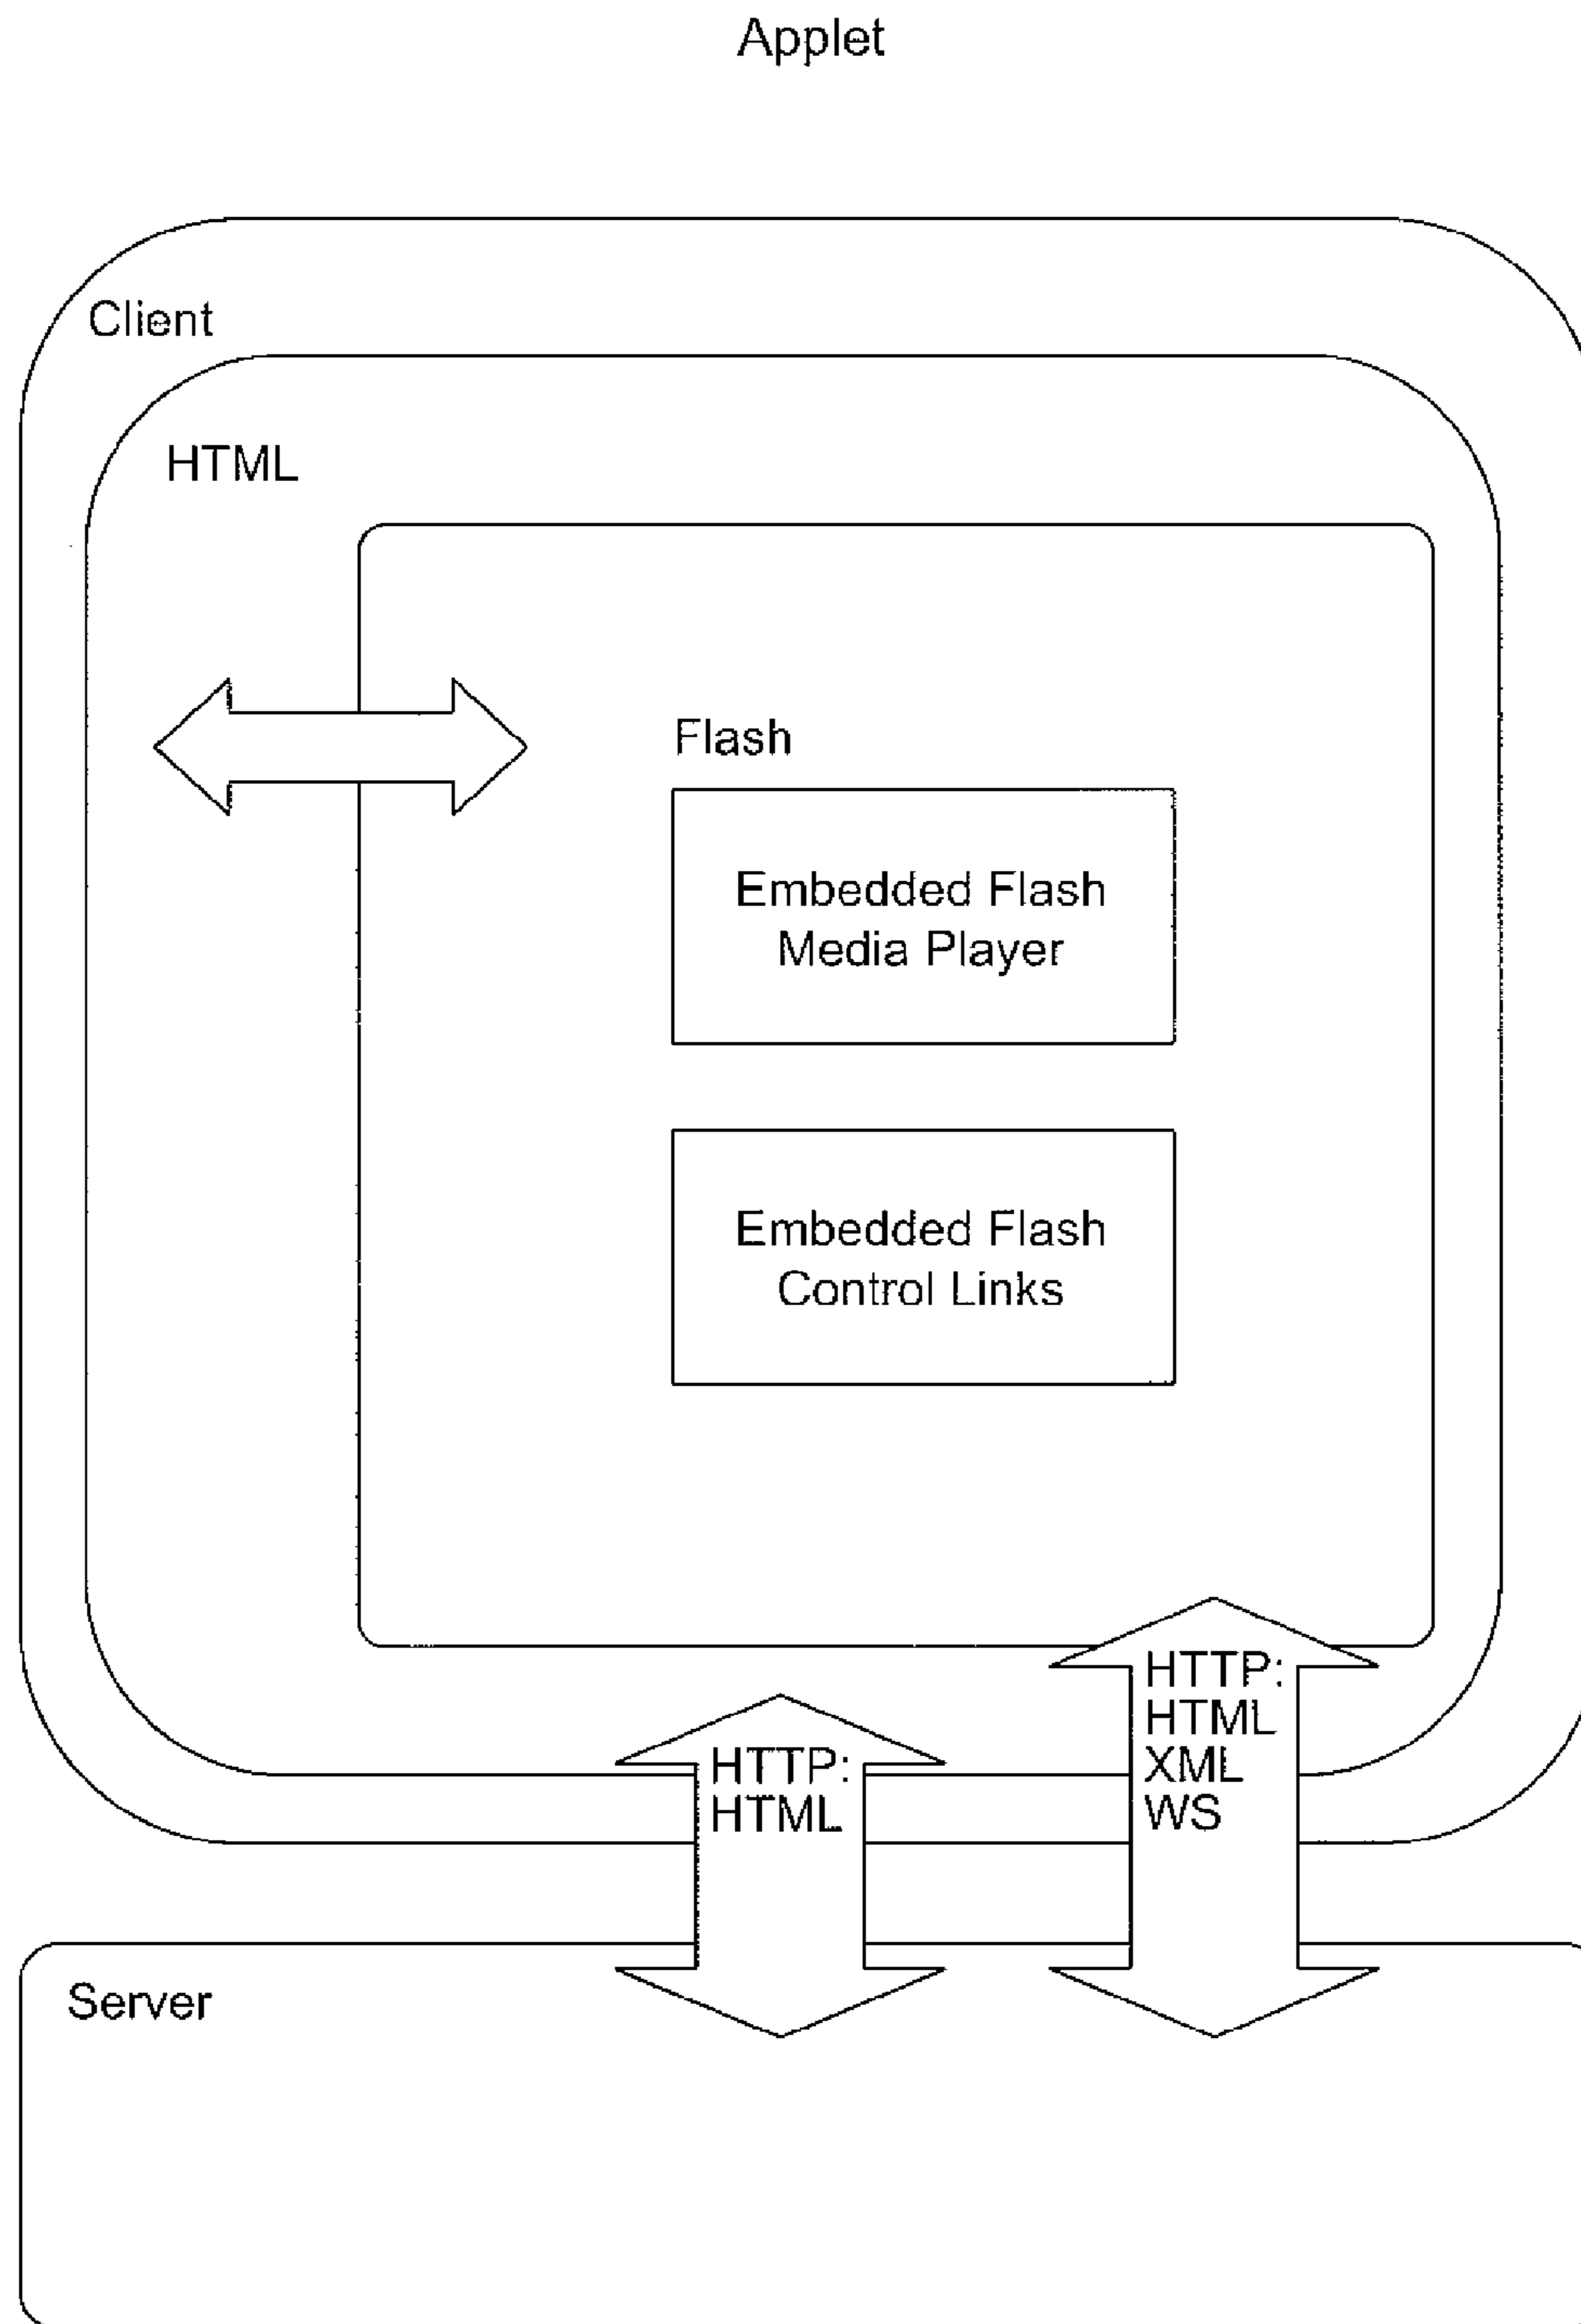 Applet
Client
HTML
Flash
Embedded Flash
Media Player
Embedded Flash
Control Links
HTTP:
HTML
HTTP:
HTML
XML
WS
Server